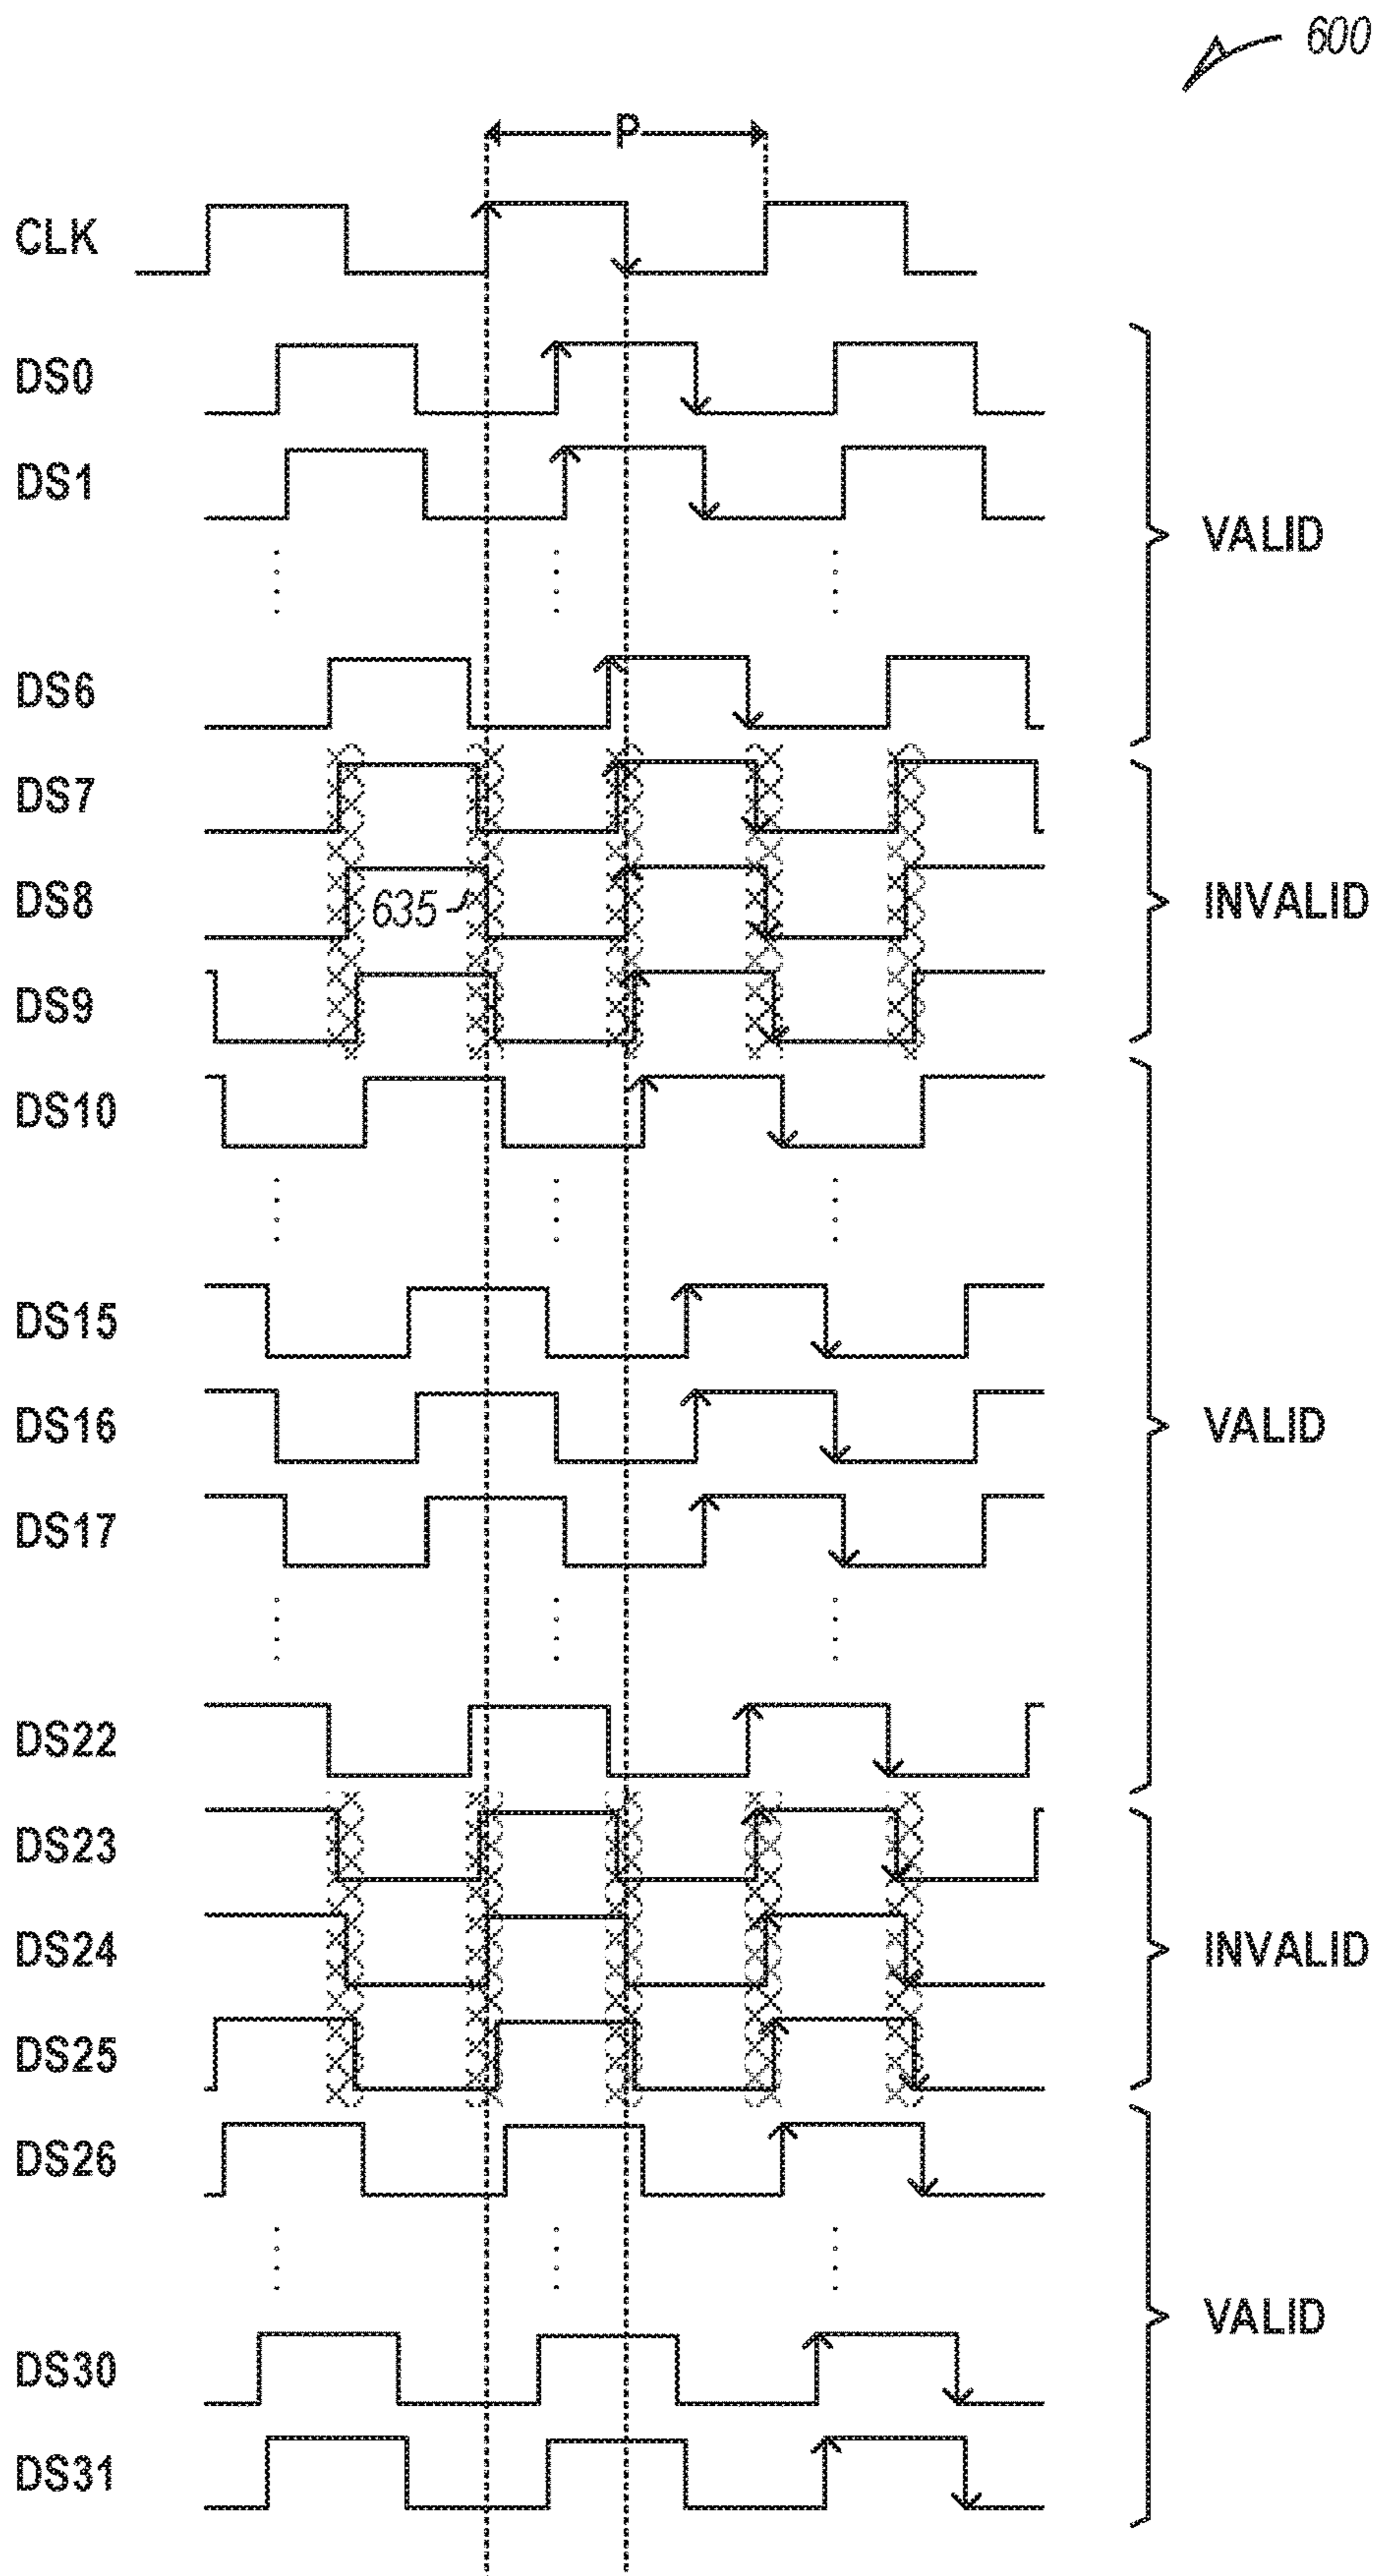 600
P
CLK
DS0
DS1
VALID
DS6
DS7
DS8
635
INVALID
DS9
DS10
DS15
DS16
VALID
DS17
DS22
DS23
DS24
INVALID
DS25
DS26
VALID
DS30
DS31